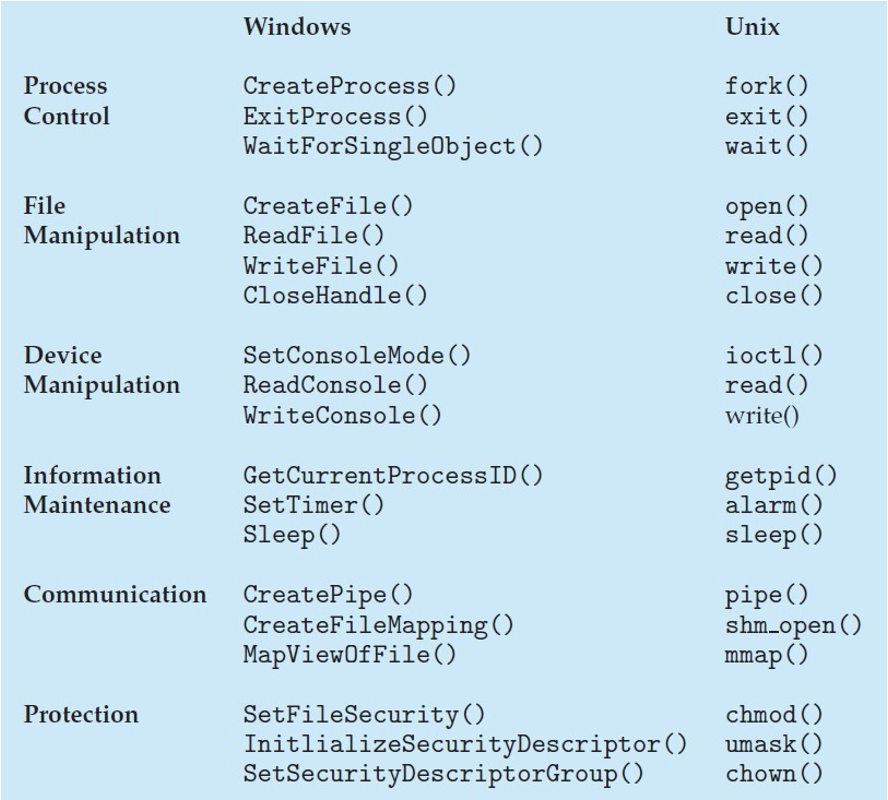 Windows Unix
Process CreateProcess() fork()
Control ExitProcess() exit()
WaitForSingleObject() wait()
File CreateFile() open()
Manipulation ReadFile() read()
WriteFile() write()
CloseHandle() close()
Device SetConsoleMode() ioctl()
Manipulation ReadConsole() read()
WriteConsole() write()
Information GetCurrentProcessID() getpid()
Maintenance SetTimer() alarm()
Sleep() sleep()
Communication CreatePipe() pipe()
CreateFileMapping() shm_open()
MapViewOfFile() mmap()
Protection SetFileSecurity() chmod()
InitlializeSecurityDescriptor() umask()
SetSecurityDescriptorGroup() chown()